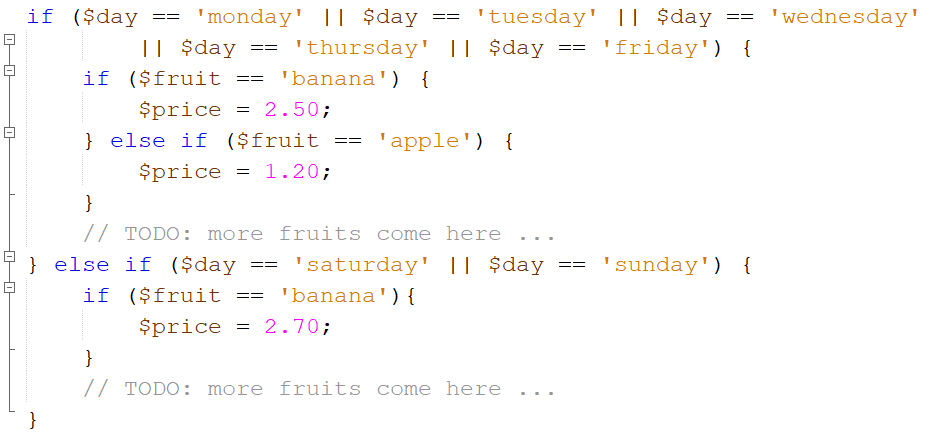 if ($day == 'monday' || $day == 'tuesday' || $day == 'wednesday'
        || $day == 'thursday' || $day == 'friday') {
    if ($fruit == 'banana') {
        $price = 2.50;
    } else if ($fruit == 'apple') {
        $price = 1.20;
    }
    // TODO: more fruits come here ...
} else if ($day == 'saturday' || $day == 'sunday') {
    if ($fruit == 'banana'){
        $price = 2.70;
    }
    // TODO: more fruits come here ...
}